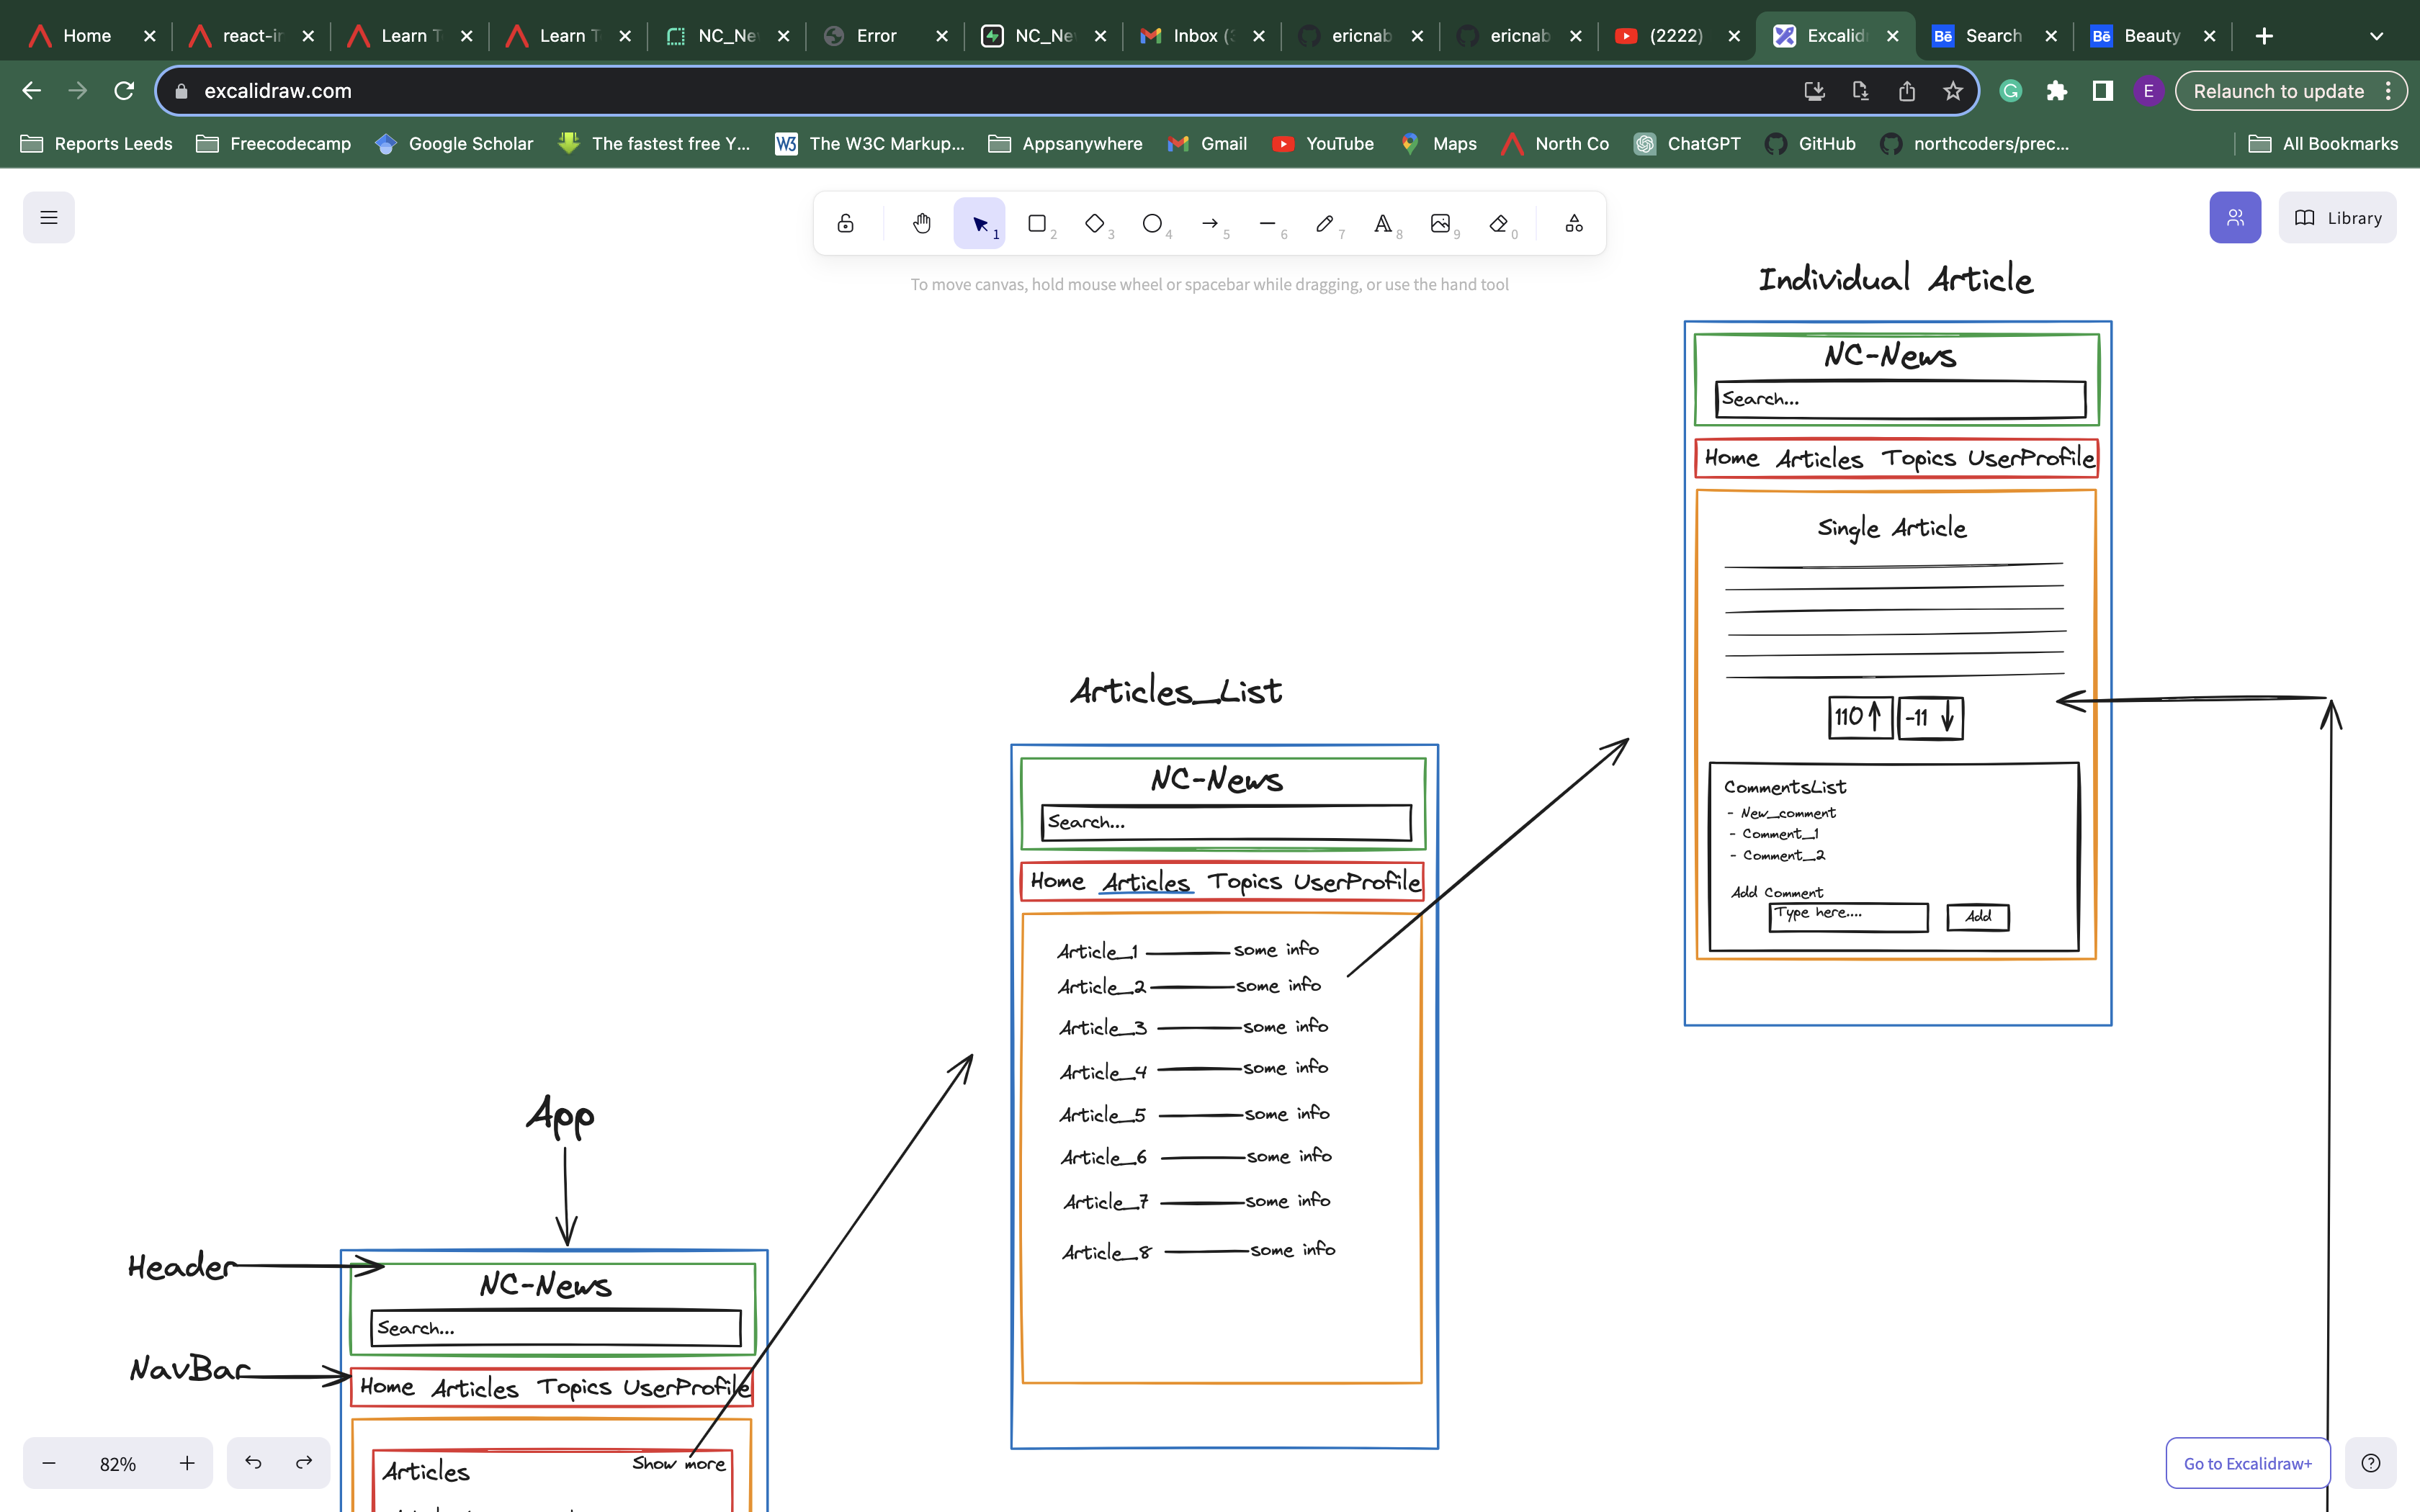 Home
react-in
Learn T
Learn T
NC_Ne
Error
NC_Ne
Inbox (3
ericnab
ericnab
(2222)
Excalid
Bē Search
Bē Beauty
excalidraw.com
E
Relaunch to update
Reports Leeds
Freecodecamp
Google Scholar
The fastest free Y...
W3 The W3C Markup...
Appsanywhere
Gmail
YouTube
Maps
North Co
ChatGPT
GitHub
northcoders/prec...
All Bookmarks
1 2 3 4 5 6 7 A 8 9 0
Library
To move canvas, hold mouse wheel or spacebar while dragging, or use the hand tool
Individual Article
NC-News
Search...
Home Articles Topics UserProfile
Single Article
110 ↑ -11 ↓
CommentsList
- New_comment
- Comment_1
- Comment_2
Add Comment
Type here.... Add
Articles_List
NC-News
Search...
Home Articles Topics UserProfile
Article_1 some info
Article_2 some info
Article_3 some info
Article_4 some info
Article_5 some info
Article_6 some info
Article_7 some info
Article_8 some info
App
Header
NC-News
Search...
NavBar
Home Articles Topics UserProfile
Articles Show more
82%
Go to Excalidraw+